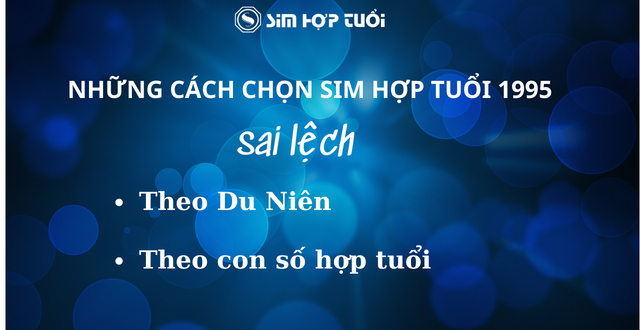 SIM HỢP TUỔI
NHỮNG CÁCH CHỌN SIM HỢP TUỔI 1995
sai lệch
• Theo Du Niên
• Theo con số hợp tuổi